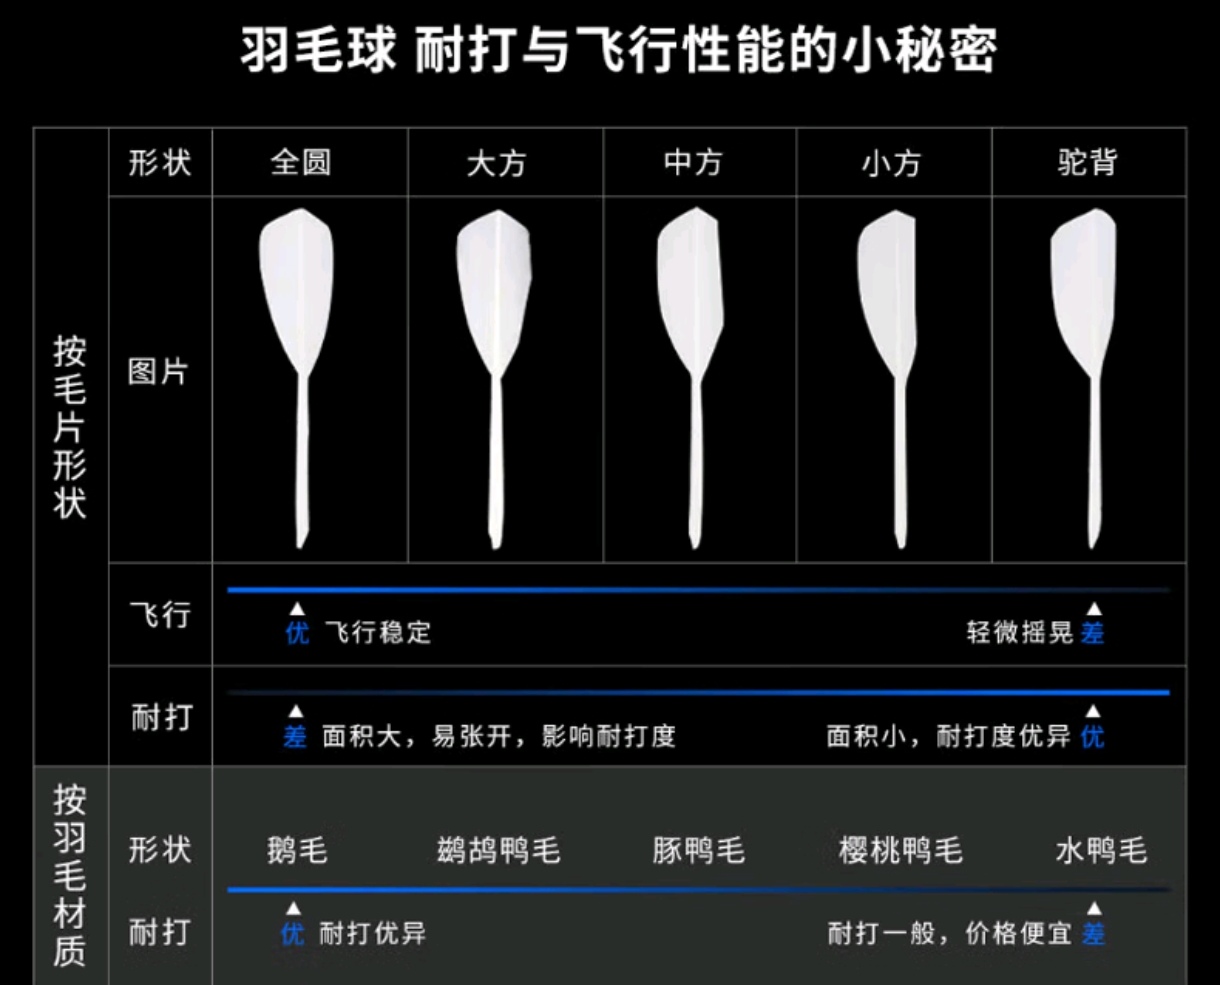 羽毛球 耐打与飞行性能的小秘密
按毛片形状
形状 全圆 大方 中方 小方 驼背
图片
飞行
优 飞行稳定 轻微摇晃 差
耐打
差 面积大，易张开，影响耐打度 面积小，耐打度优异 优
按羽毛材质
形状 鹅毛 鹚鸪鸭毛 豚鸭毛 樱桃鸭毛 水鸭毛
耐打
优 耐打优异 耐打一般，价格便宜 差